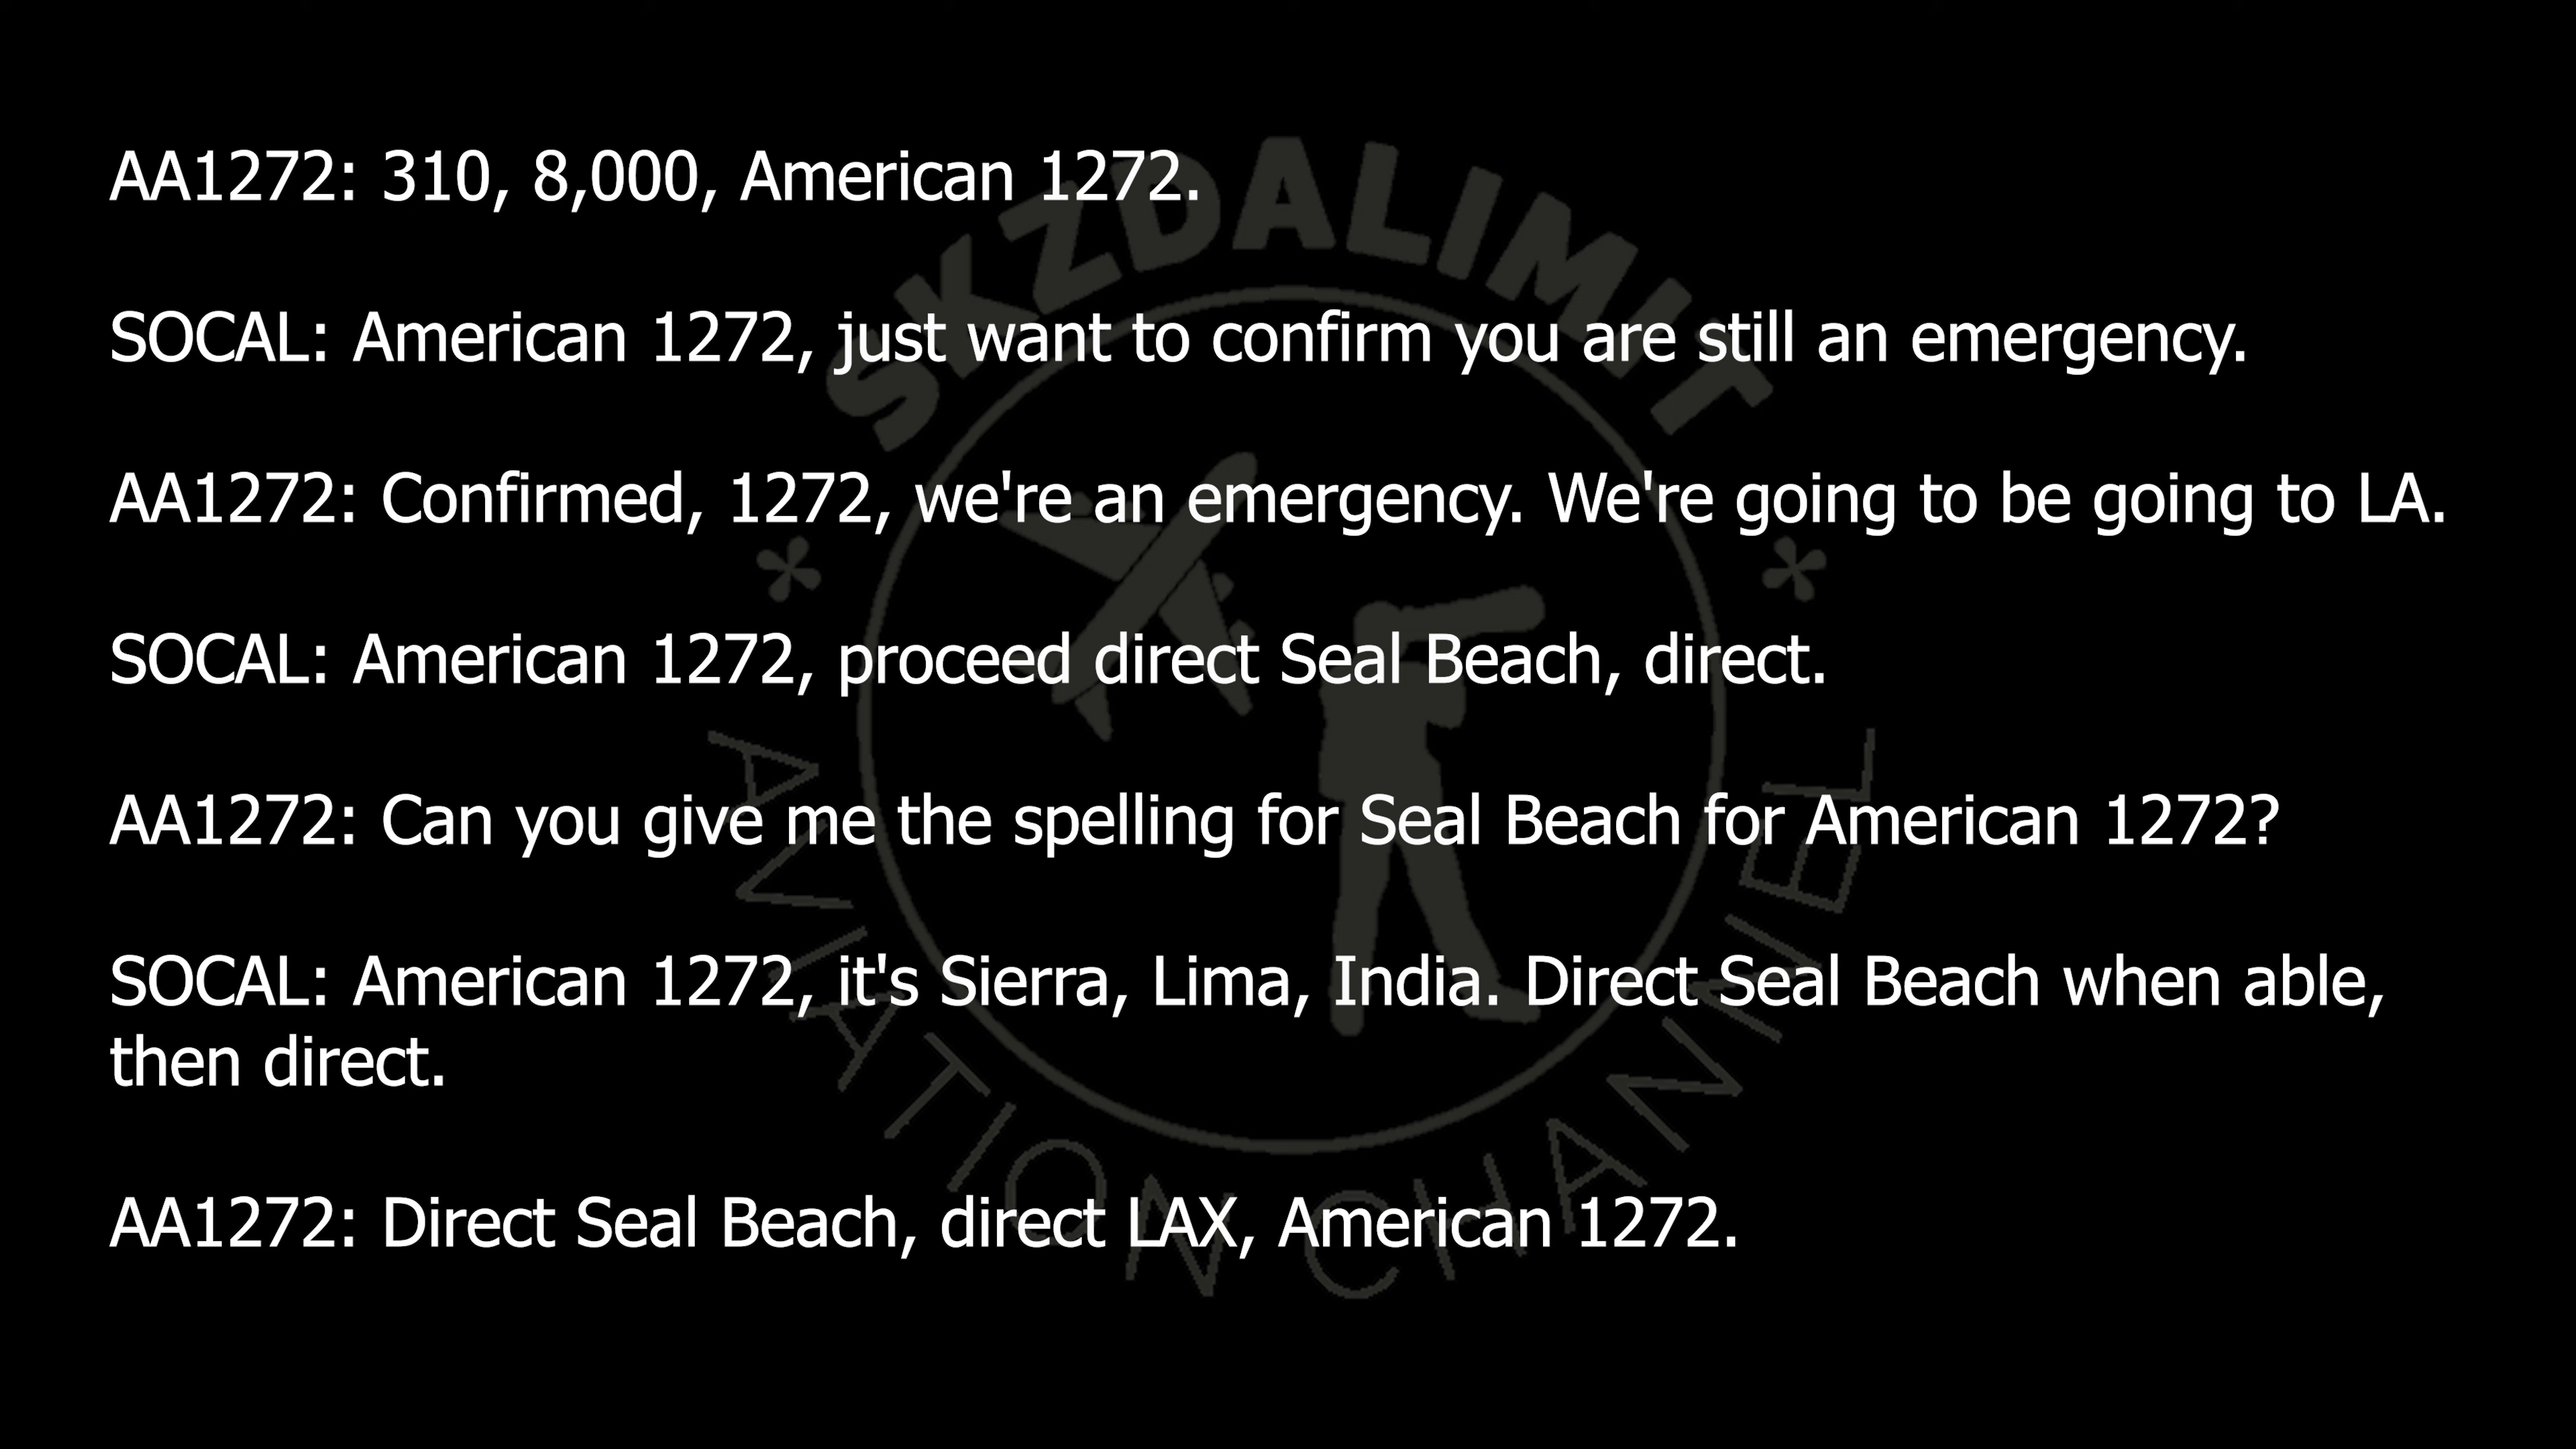 AA1272: 310, 8,000, American 1272.
SOCAL: American 1272, just want to confirm you are still an emergency.
AA1272: Confirmed, 1272, we're an emergency. We're going to be going to LA.
SOCAL: American 1272, proceed direct Seal Beach, direct.
AA1272: Can you give me the spelling for Seal Beach for American 1272?
SOCAL: American 1272, it's Sierra, Lima, India. Direct Seal Beach when able,
then direct.
AA1272: Direct Seal Beach, direct LAX, American 1272.
SKZDALIMIT
AVIATION CHANNEL